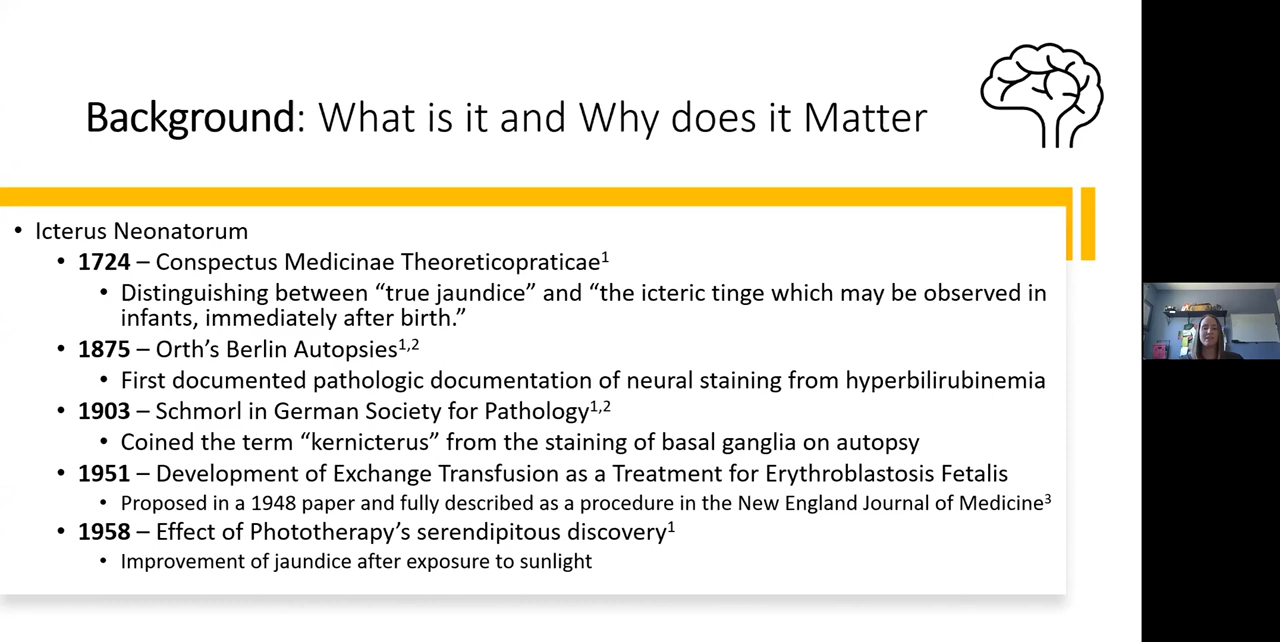 Background: What is it and Why does it Matter
• Icterus Neonatorum
• 1724 – Conspectus Medicinae Theoreticopraticae1
• Distinguishing between “true jaundice” and “the icteric tinge which may be observed in
infants, immediately after birth.”
• 1875 – Orth’s Berlin Autopsies1,2
• First documented pathologic documentation of neural staining from hyperbilirubinemia
• 1903 – Schmorl in German Society for Pathology1,2
• Coined the term “kernicterus” from the staining of basal ganglia on autopsy
• 1951 – Development of Exchange Transfusion as a Treatment for Erythroblastosis Fetalis
• Proposed in a 1948 paper and fully described as a procedure in the New England Journal of Medicine3
• 1958 – Effect of Phototherapy’s serendipitous discovery1
• Improvement of jaundice after exposure to sunlight